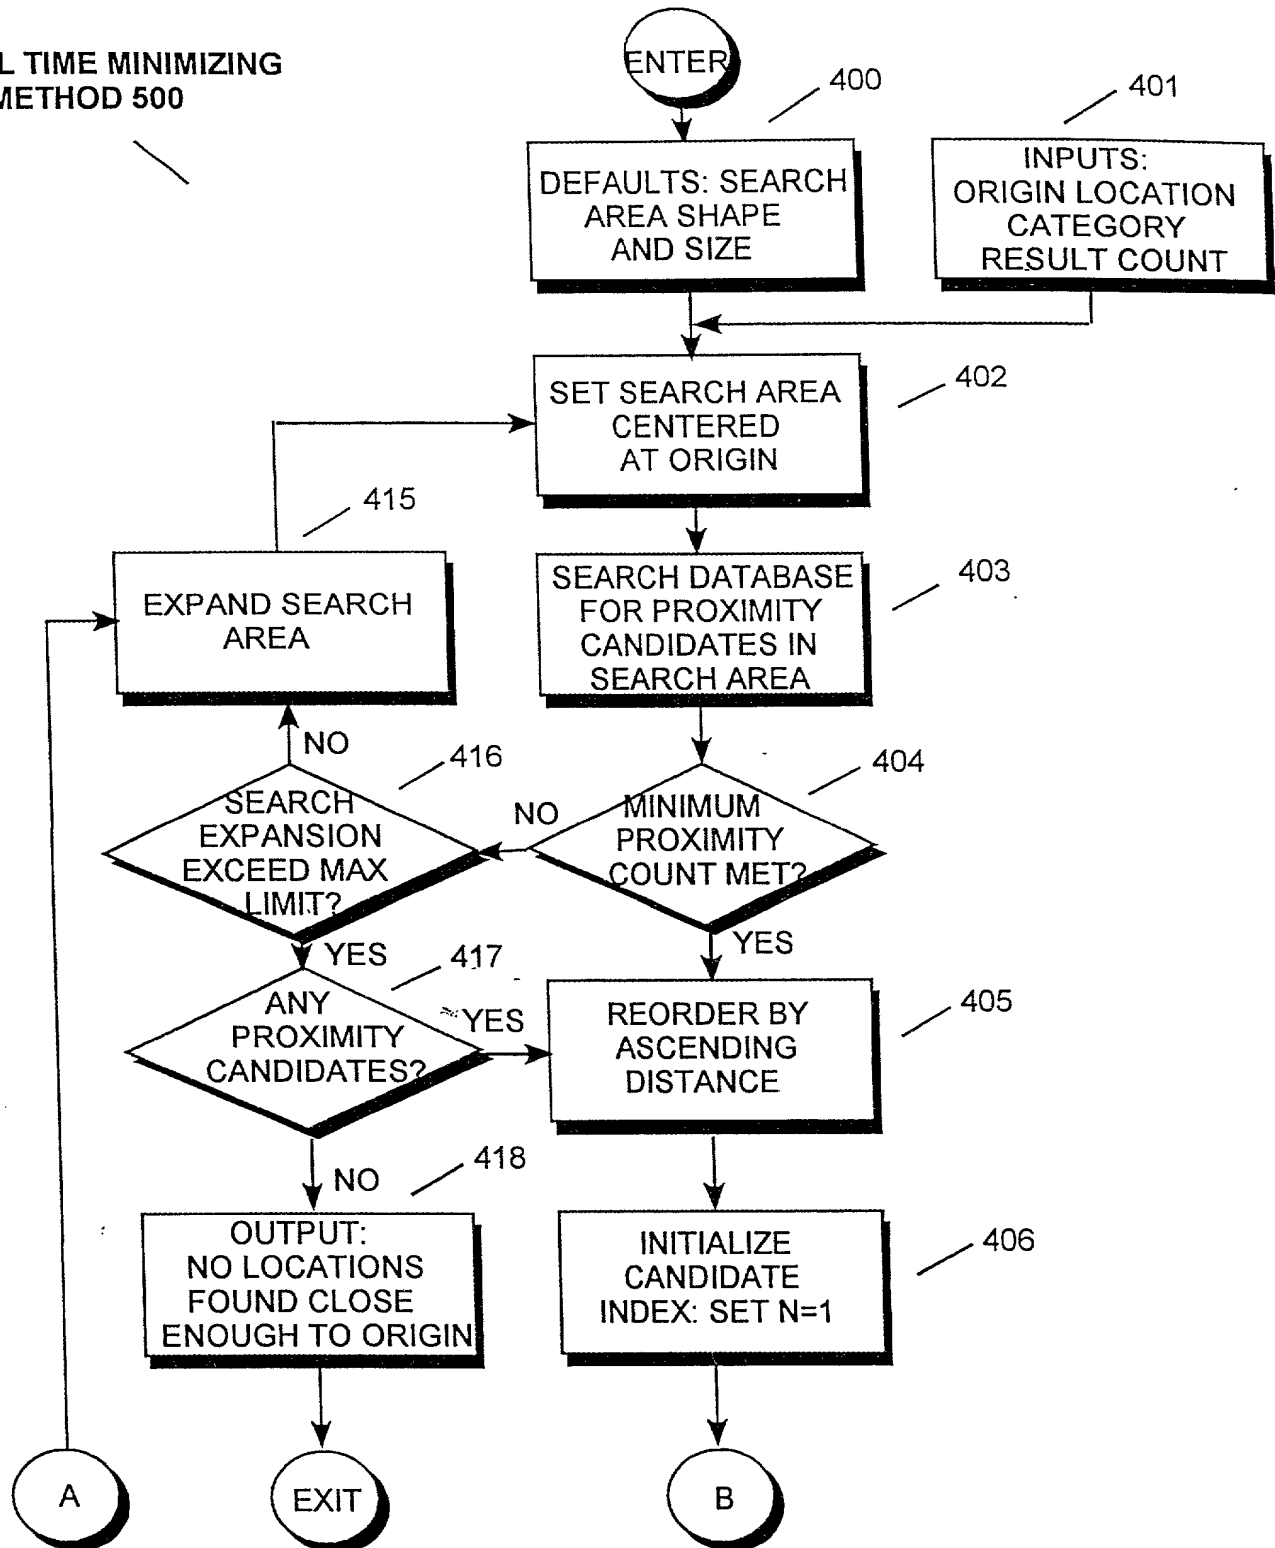 L TIME MINIMIZING
METHOD 500
ENTER
400
401
DEFAULTS: SEARCH
AREA SHAPE
AND SIZE
INPUTS:
ORIGIN LOCATION
CATEGORY
RESULT COUNT
402
SET SEARCH AREA
CENTERED
AT ORIGIN
415
EXPAND SEARCH
AREA
403
SEARCH DATABASE
FOR PROXIMITY
CANDIDATES IN
SEARCH AREA
NO
416
SEARCH
EXPANSION
EXCEED MAX
LIMIT?
NO
404
MINIMUM
PROXIMITY
COUNT MET?
YES
YES
417
ANY
PROXIMITY
CANDIDATES?
YES
405
REORDER BY
ASCENDING
DISTANCE
NO
418
OUTPUT:
NO LOCATIONS
FOUND CLOSE
ENOUGH TO ORIGIN
406
INITIALIZE
CANDIDATE
INDEX: SET N=1
A
EXIT
B